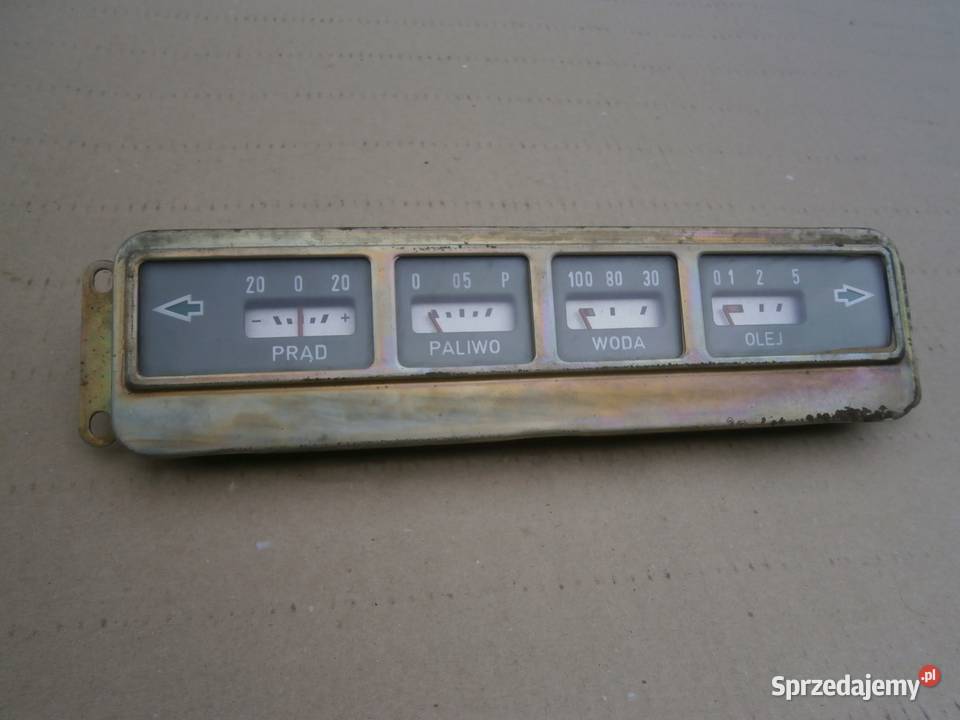 20 0 20
- +
PRĄD
0 05 P
PALIWO
100 80 30
WODA
0 1 2 5
OLEJ
Sprzedajemy.pl